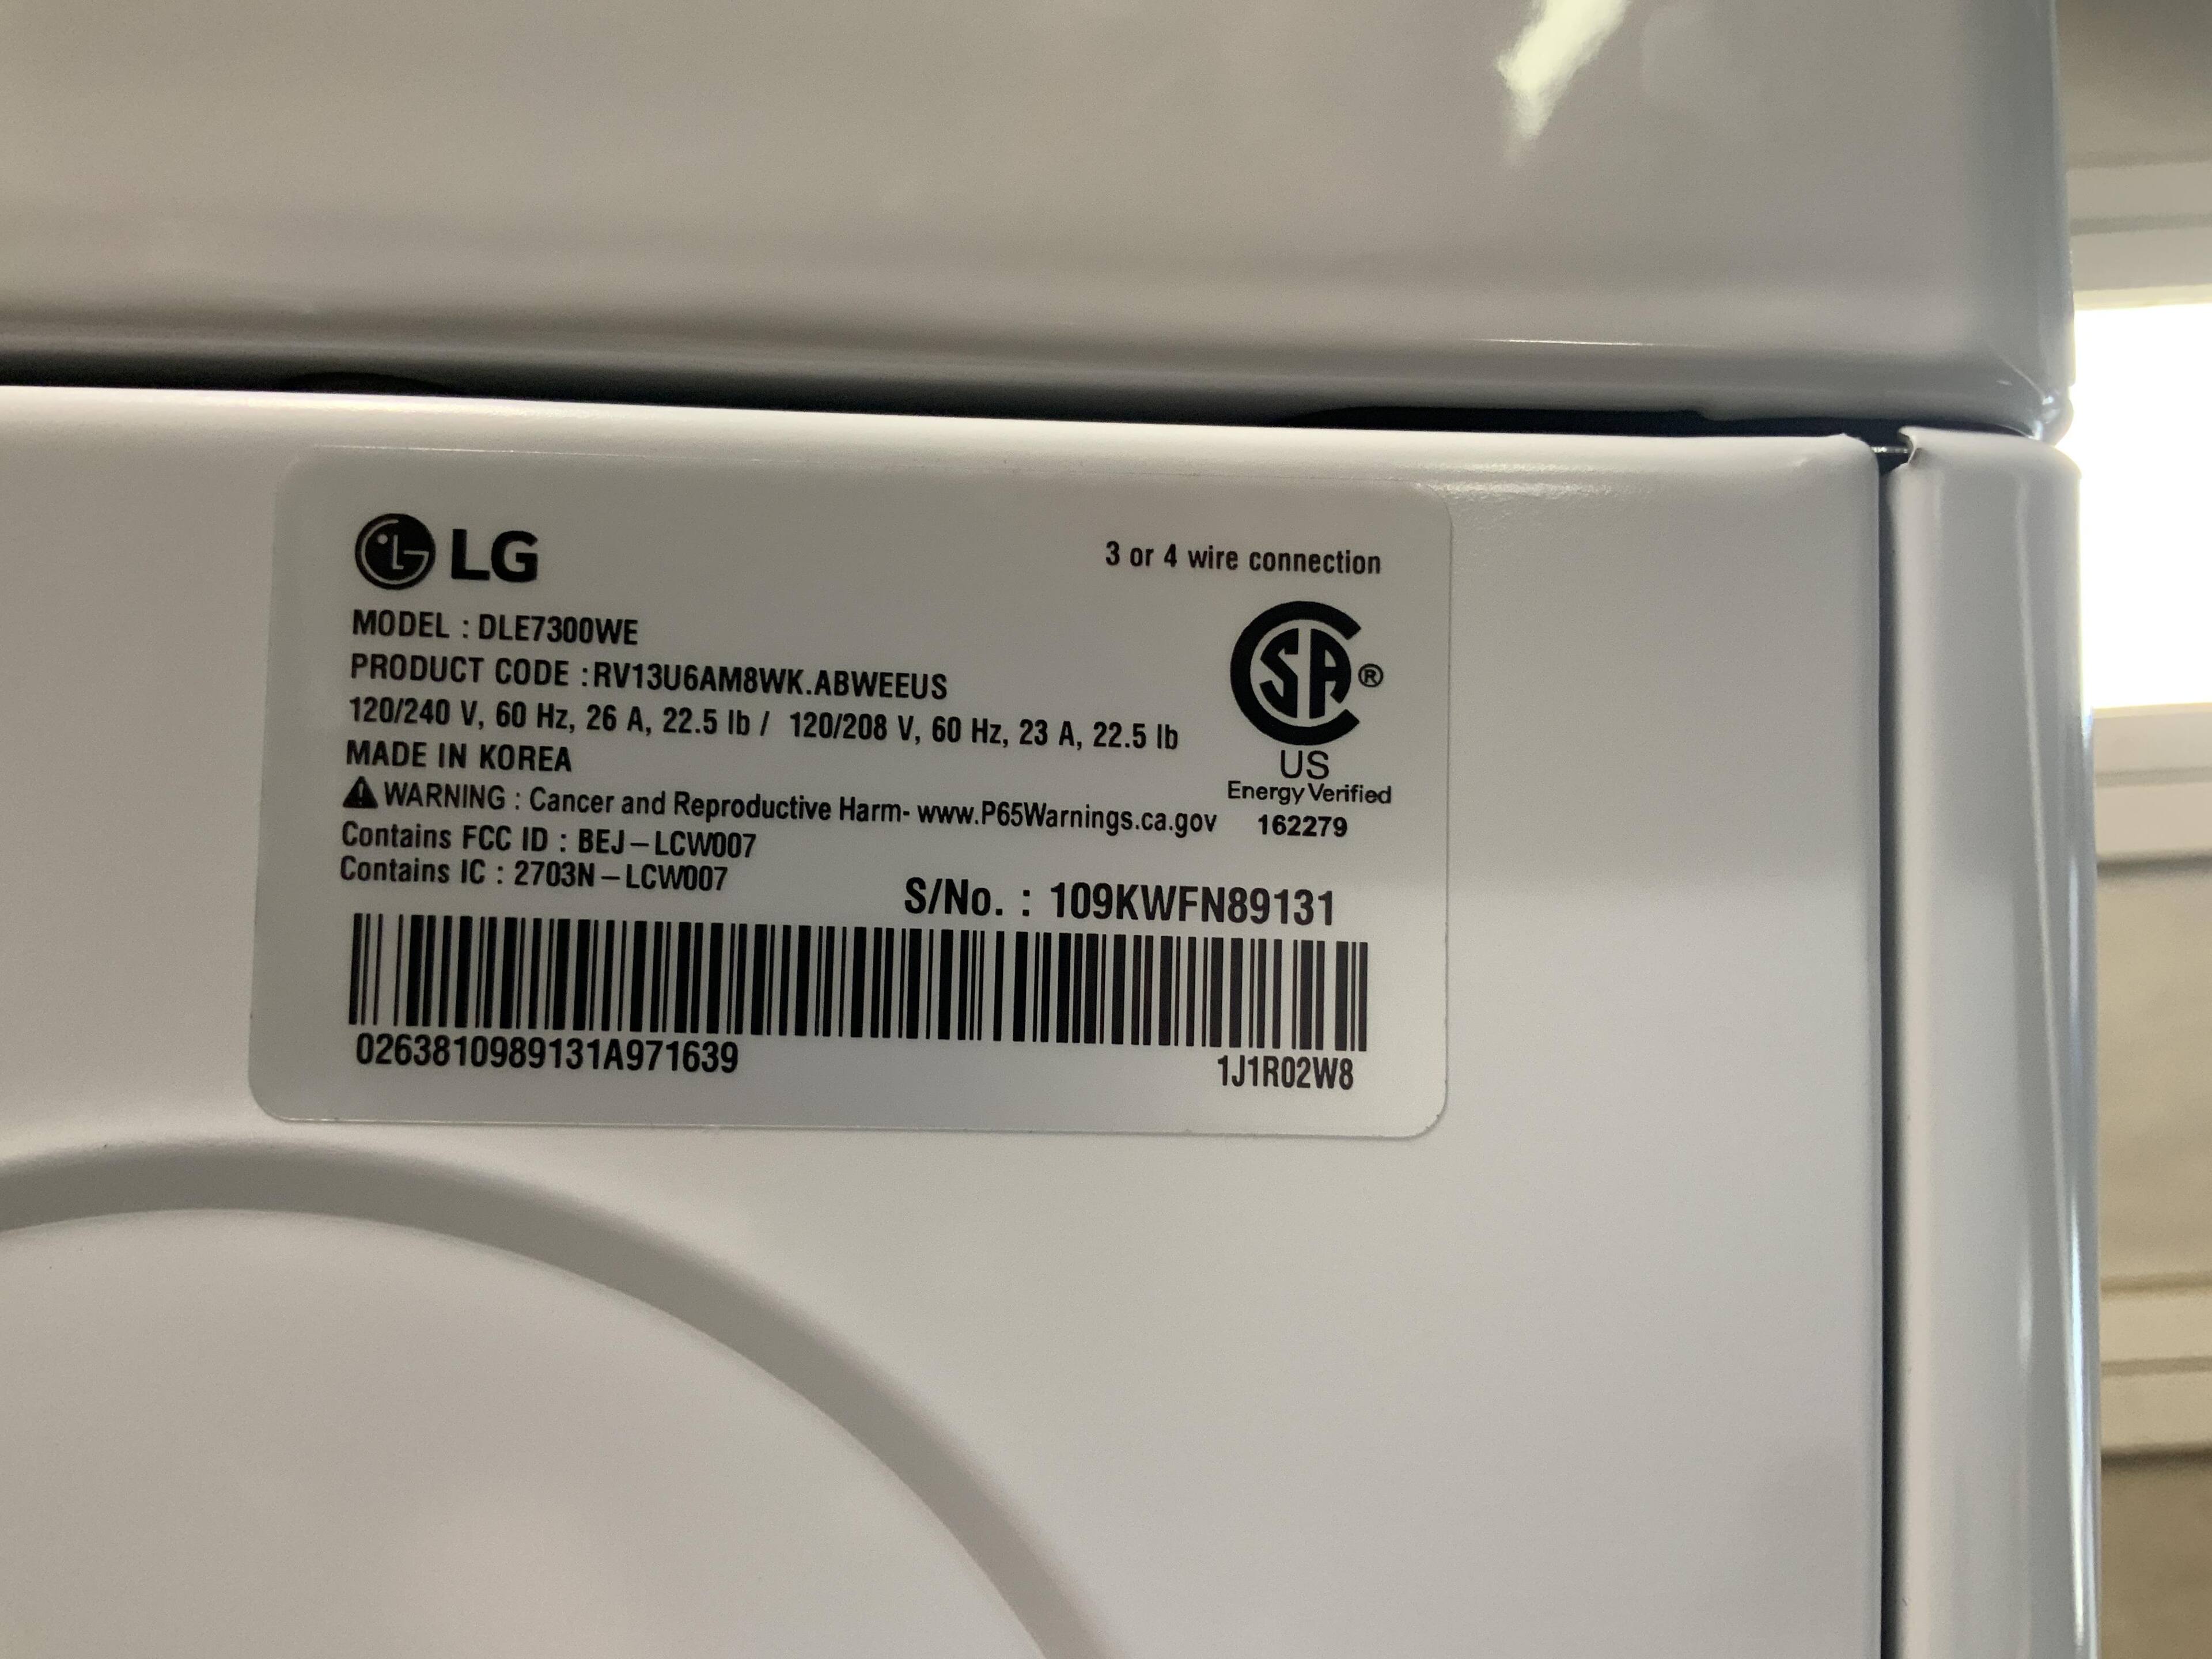 LG
3 or 4 wire connection
MODEL : DLE7300WE
PRODUCT CODE :RV13U6AM8WK.ABWEEUS
120/240 V, 60 Hz, 26 A, 22.5 lb / 120/208 V, 60 Hz, 23 A, 22.5 lb
MADE IN KOREA
WARNING : Cancer and Reproductive Harm- www.P65Warnings.ca.gov
Contains FCC ID : BEJ-LCW007
Contains IC : 2703N-LCW007
SA®
US
Energy Verified
162279
S/No. : 109KWFN89131
0263810989131A971639
1J1R02W8